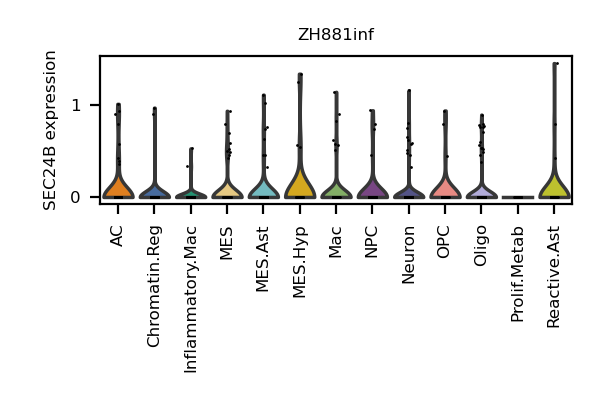 ZH881inf
SEC24B expression
1
0
AC
Chromatin.Reg
Inflammatory.Mac
MES
MES.Ast
MES.Hyp
Mac
NPC
Neuron
OPC
Oligo
Prolif.Metab
Reactive.Ast